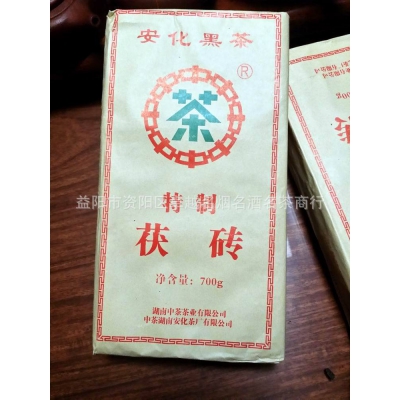 安化黑茶
®
茶
特制
茯砖
净含量: 700g
湖南中茶茶业有限公司
中茶湖南安化茶厂有限公司